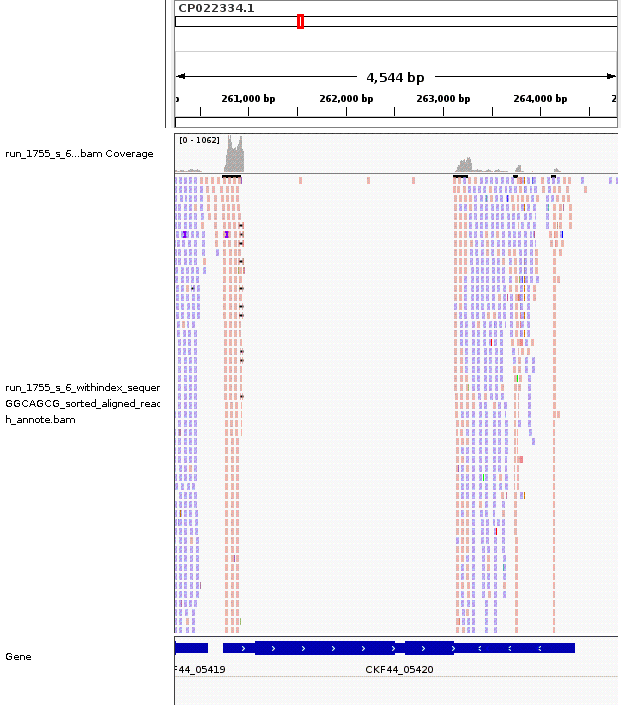 CP022334.1
4,544 bp
261,000 bp 262,000 bp 263,000 bp 264,000 bp 2
[0 - 1062]
run_1755_s_6...bam Coverage
run_1755_s_6_withindex_sequer
GGCAGCG_sorted_aligned_reac
h_annote.bam
Gene
F44_05419 CKF44_05420